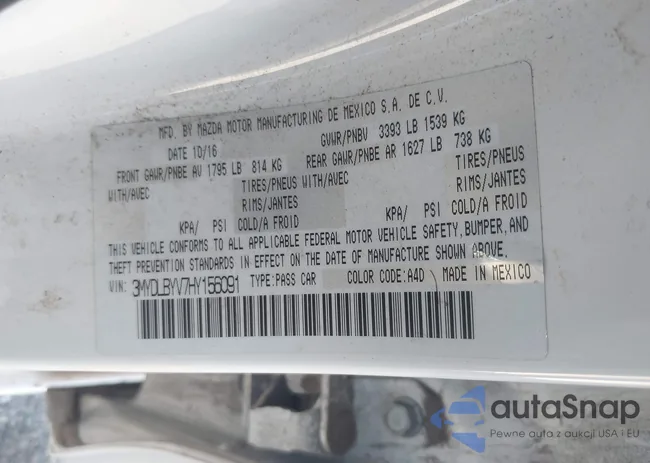 MFD. BY MAZDA MOTOR MANUFACTURING DE MEXICO S.A. DE C.V.
DATE 10/16 GVWR/PNBV 3393 LB 1539 KG
FRONT GAWR/PNBE AV 1795 LB 814 KG REAR GAWR/PNBE AR 1627 LB 738 KG
WITH/AVEC TIRES/PNEUS WITH/AVEC TIRES/PNEUS
RIMS/JANTES RIMS/JANTES
KPA/ PSI COLD/A FROID KPA/ PSI COLD/A FROID
THIS VEHICLE CONFORMS TO ALL APPLICABLE FEDERAL MOTOR VEHICLE SAFETY, BUMPER, AND
THEFT PREVENTION STANDARDS IN EFFECT ON THE DATE OF MANUFACTURE SHOWN ABOVE.
VIN: 3MYDLBYV7HY156091 TYPE:PASS CAR COLOR CODE:A4D MADE IN MEXICO
autaSnap
Pewne auta z aukcji USA i EU